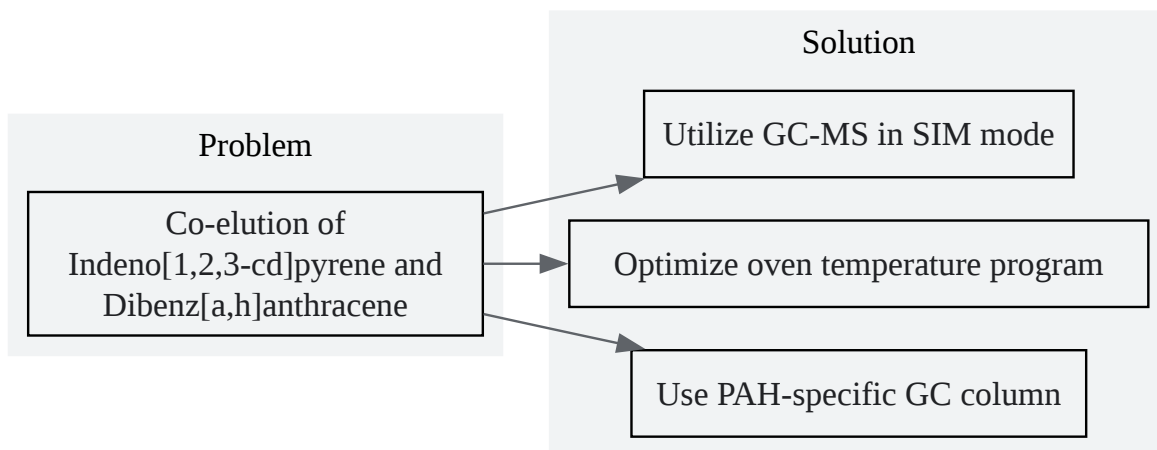 Problem
Co-elution of
Indeno[1,2,3-cd]pyrene and
Dibenz[a,h]anthracene
Solution
Utilize GC-MS in SIM mode
Optimize oven temperature program
Use PAH-specific GC column